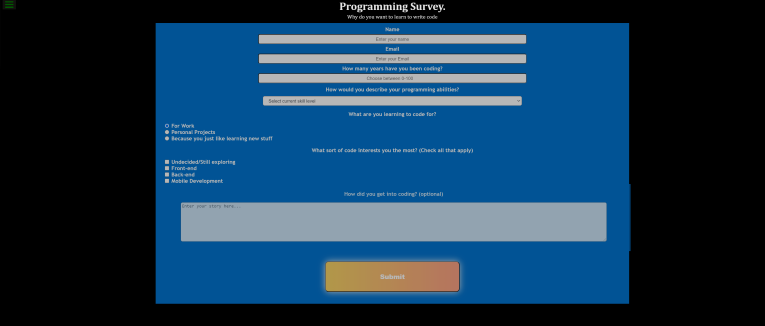 Programming Survey.
Why do you want to learn to write code
Name
Enter your name
Email
Enter your Email
How many years have you been coding?
Choose between 0-100
How would you describe your programming abilities?
Select current skill level
What are you learning to code for?
For Work
Personal Projects
Because you just like learning new stuff
What sort of code interests you the most? (Check all that apply)
Undecided/Still exploring
Front-end
Back-end
Mobile Development
How did you get into coding? (optional)
Enter your story here...
Submit